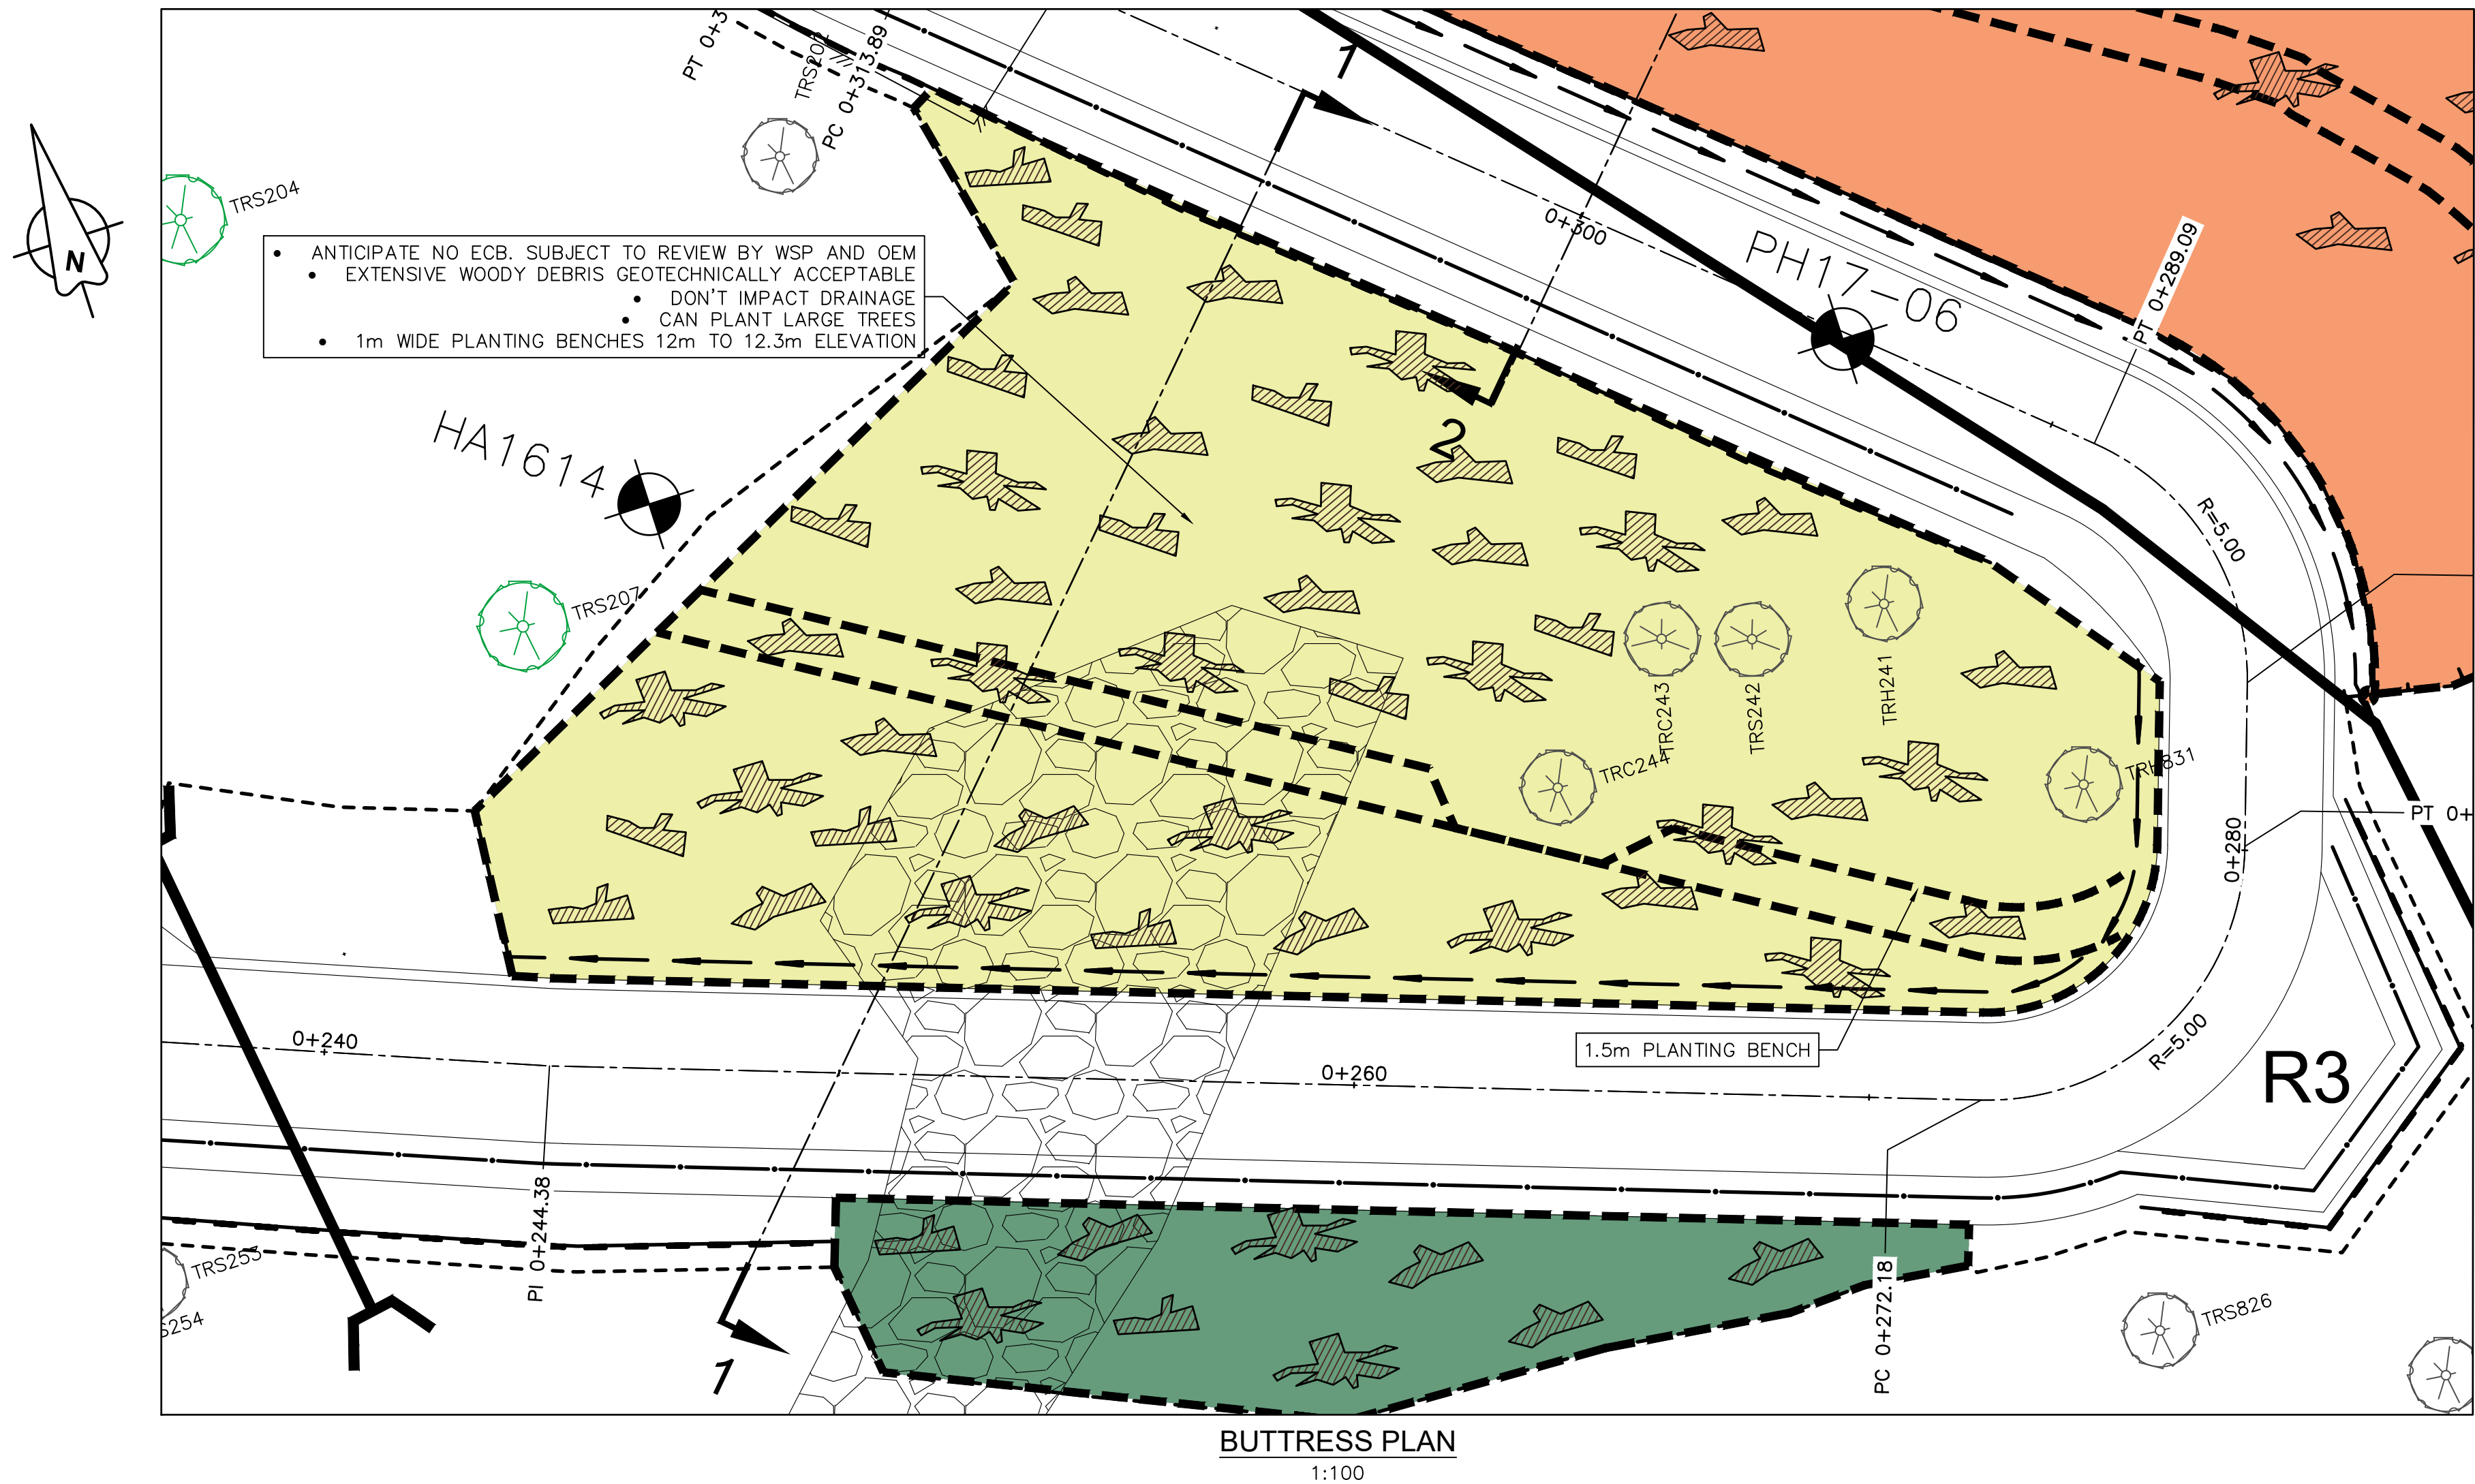 PT 0+3
TRS202
PC 0+313.89
TRS204
N
• ANTICIPATE NO ECB. SUBJECT TO REVIEW BY WSP AND OEM
• EXTENSIVE WOODY DEBRIS GEOTECHNICALLY ACCEPTABLE
• DON'T IMPACT DRAINAGE
• CAN PLANT LARGE TREES
• 1m WIDE PLANTING BENCHES 12m TO 12.3m ELEVATION
1
0+300
PH17-06
PT 0+289.09
HA1614
2
R=5.00
TRS207
TRC243
TRS242
TRH241
TRC244
TRH831
PT 0+
0+280
0+240
0+260
1.5m PLANTING BENCH
R=5.00
R3
PI 0+244.38
TRS253
S254
PC 0+272.18
TRS826
1
BUTTRESS PLAN
1:100